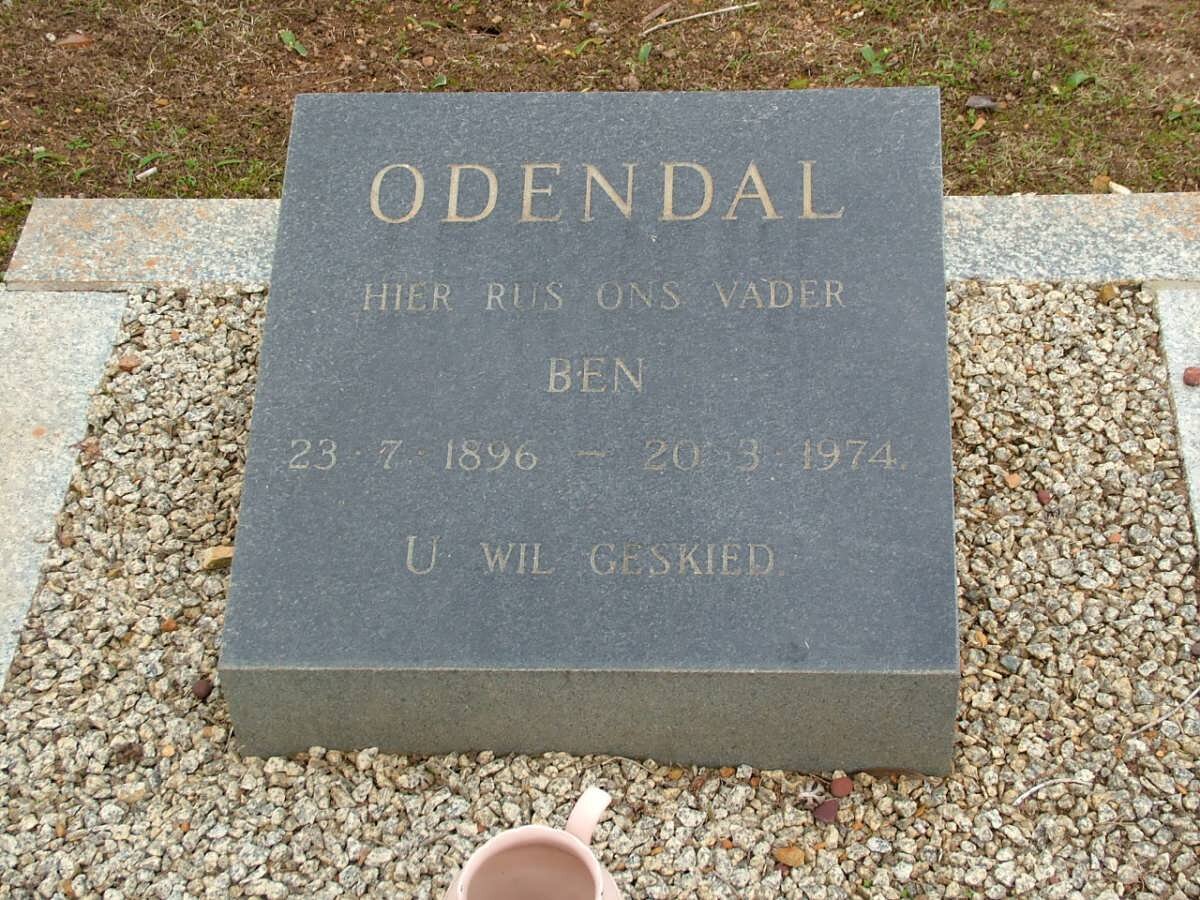 ODENDAL
HIER RUS ONS VADER
BEN
23·7·1896 – 20·3·1974.
U WIL GESKIED.